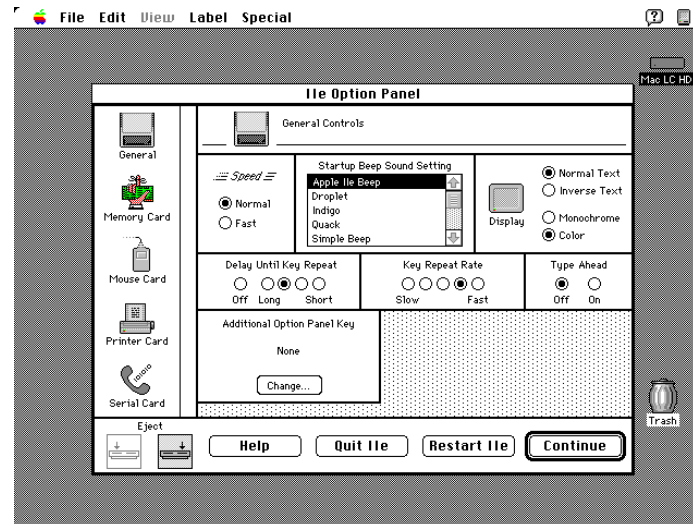 File Edit View Label Special
Mac LC HD
IIe Option Panel
General
Memory Card
Mouse Card
Printer Card
Serial Card
General Controls
Speed
Normal
Fast
Startup Beep Sound Setting
Apple IIe Beep
Droplet
Indigo
Quack
Simple Beep
Display
Normal Text
Inverse Text
Monochrome
Color
Delay Until Key Repeat
Off Long Short
Key Repeat Rate
Slow Fast
Type Ahead
Off On
Additional Option Panel Key
None
Change...
Trash
Eject
Help Quit IIe Restart IIe Continue